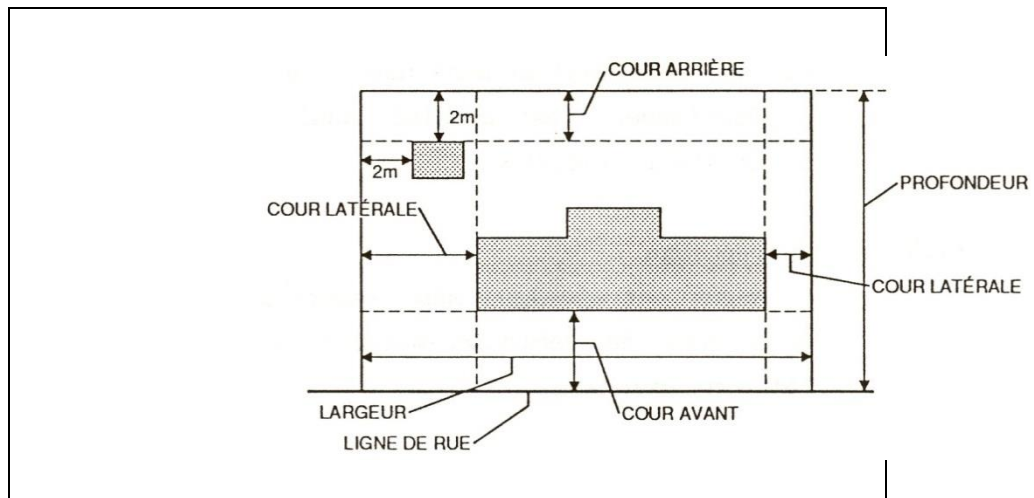 COUR ARRIÈRE
2m
2m
PROFONDEUR
COUR LATÉRALE
COUR LATÉRALE
LARGEUR
COUR AVANT
LIGNE DE RUE